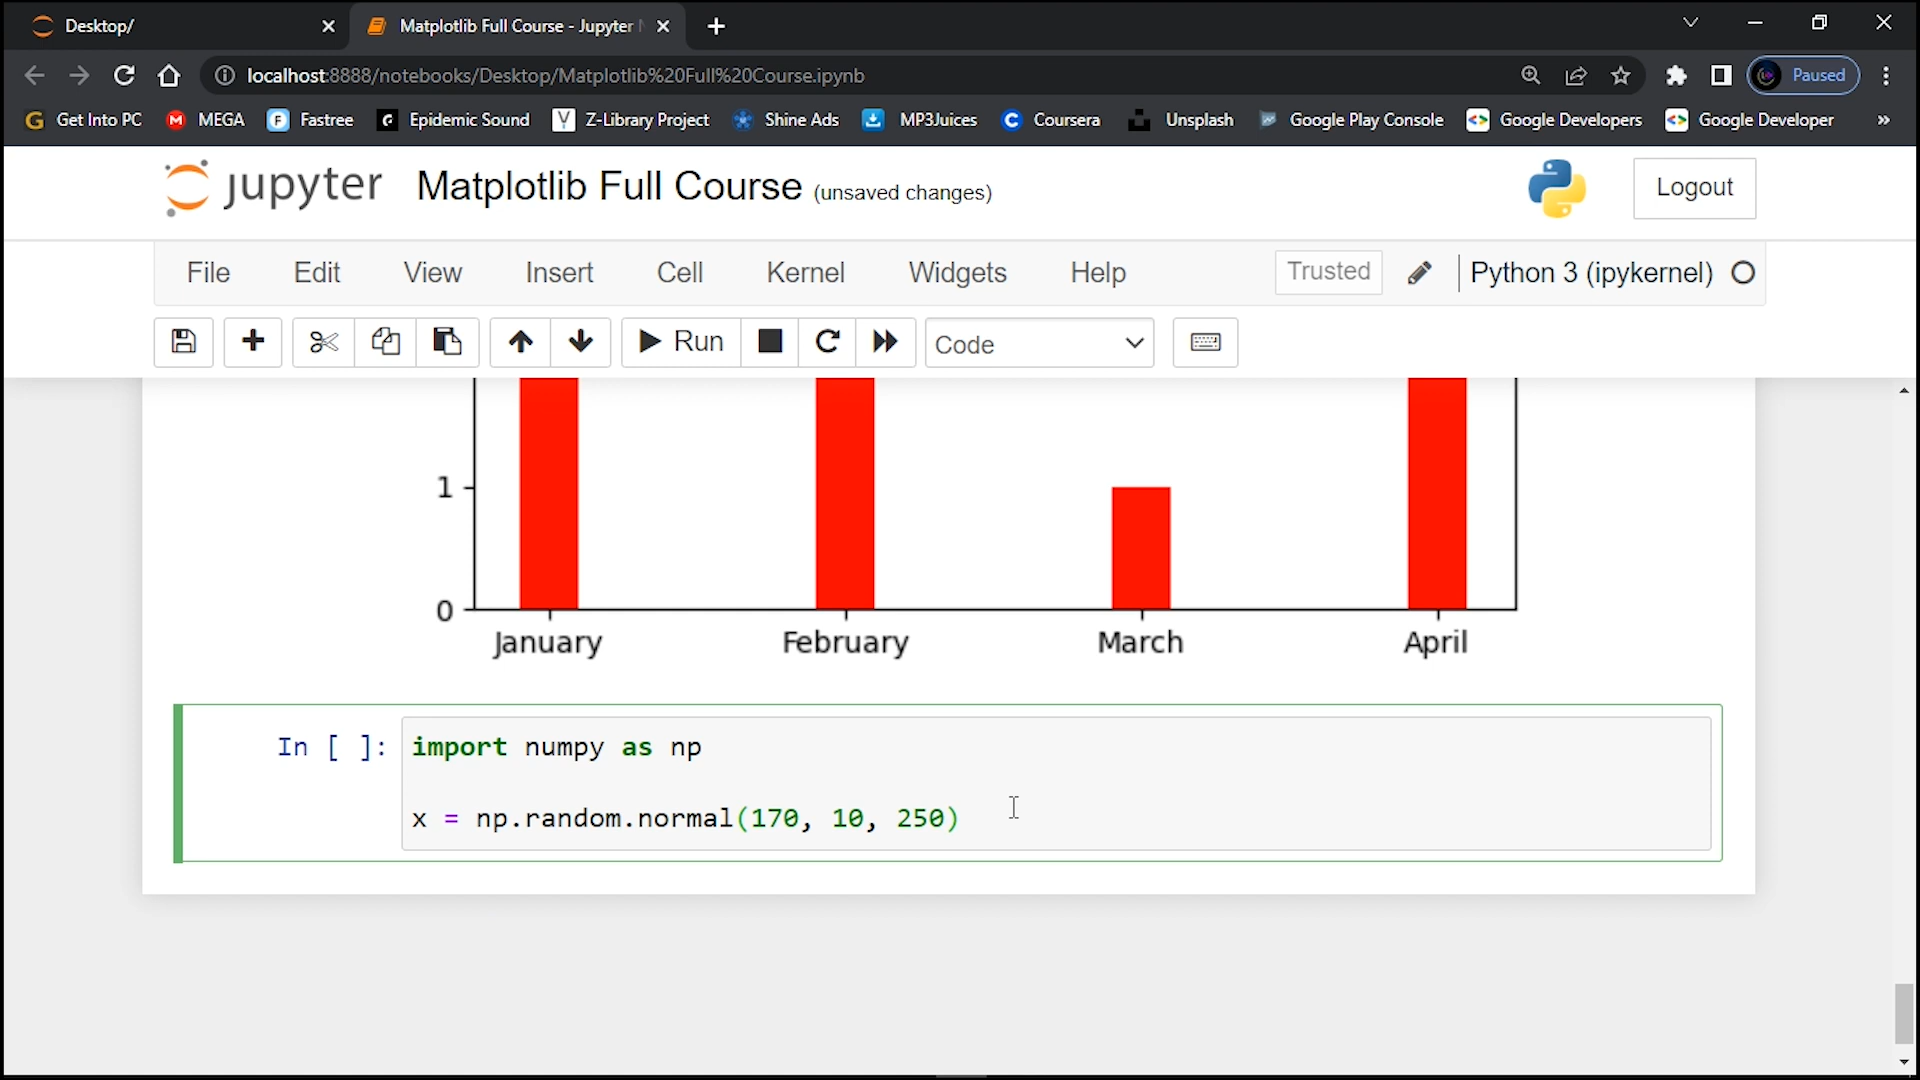 Desktop/
Matplotlib Full Course - Jupyter
localhost:8888/notebooks/Desktop/Matplotlib%20Full%20Course.ipynb
Paused
Get Into PC MEGA Fastree Epidemic Sound Z-Library Project Shine Ads MP3Juices Coursera Unsplash Google Play Console Google Developers Google Developer »
jupyter Matplotlib Full Course (unsaved changes)
Logout
File Edit View Insert Cell Kernel Widgets Help Trusted Python 3 (ipykernel)
Run Code
1
0
January February March April
In [ ]: import numpy as np
x = np.random.normal(170, 10, 250)